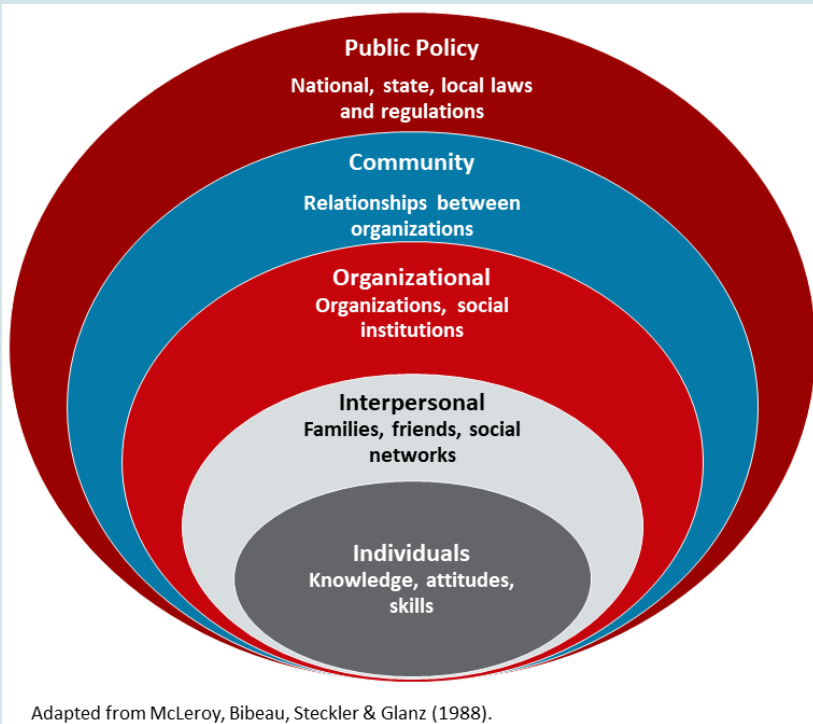 Public Policy
National, state, local laws
and regulations
Community
Relationships between
organizations
Organizational
Organizations, social
institutions
Interpersonal
Families, friends, social
networks
Individuals
Knowledge, attitudes,
skills
Adapted from McLeroy, Bibeau, Steckler & Glanz (1988).